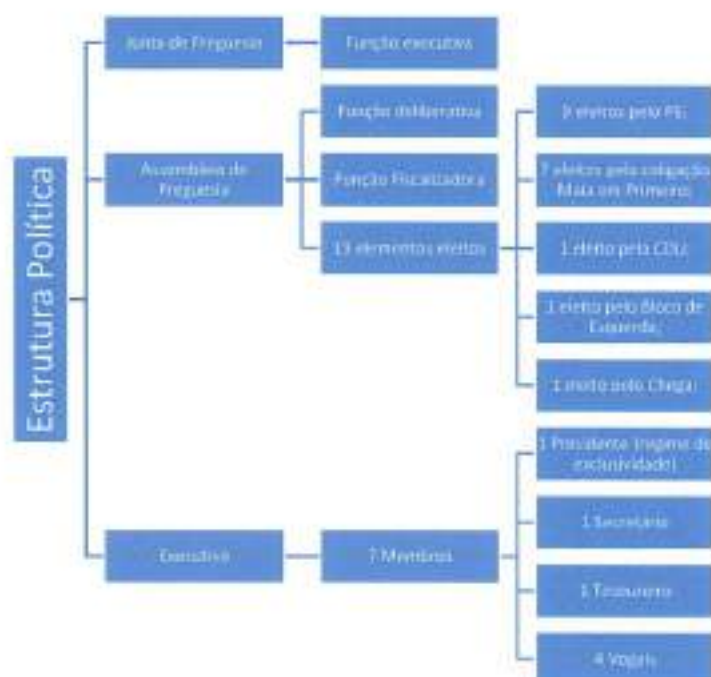 Estrutura Política
Junta de Freguesia
Função executiva
Assembleia de
Freguesia
Função deliberativa
Função Fiscalizadora
19 elementos eleitos
9 eleitos pelo PS;
7 eleitos pela coligação
Maia em Primeiro;
1 eleito pela CDU;
1 eleito pelo Bloco de
Esquerda;
1 eleito pelo Chega;
Executivo
7 Membros
1 Presidente (regime de
exclusividade)
1 Secretário
1 Tesoureiro
4 Vogais